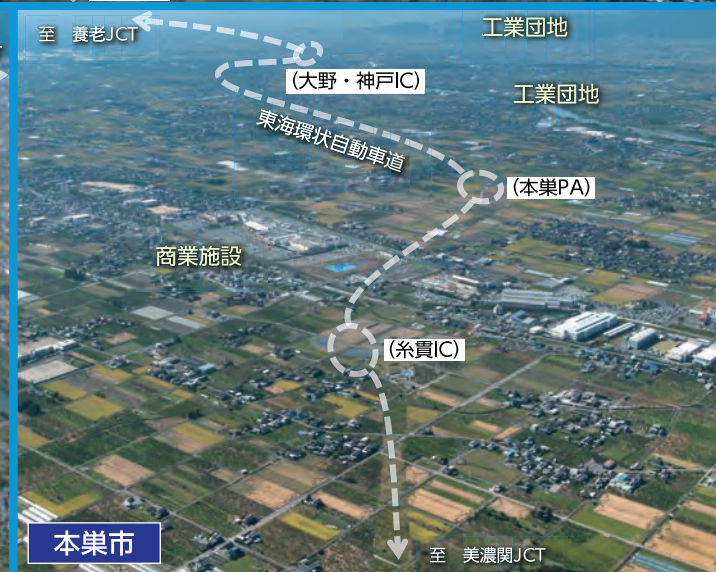 至　養老JCT
工業団地
(大野・神戸IC)
工業団地
東海環状自動車道
(本巣PA)
商業施設
(糸貫IC)
本巣市
至　美濃関JCT